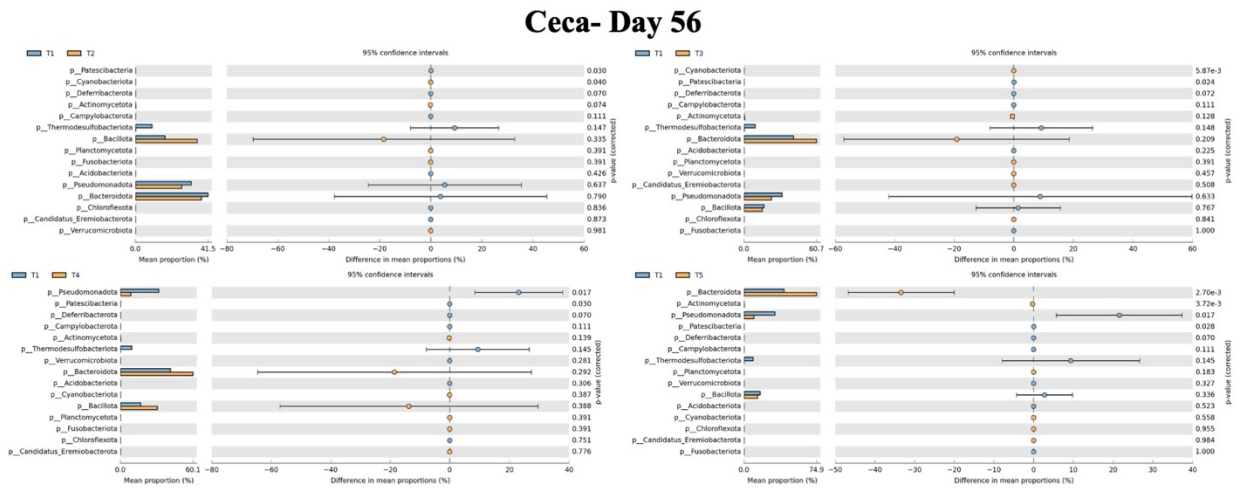 Ceca- Day 56
T1 T2
95% confidence intervals
p__Patescibacteria 0.030
p__Cyanobacteriota 0.040
p__Deferribacterota 0.070
p__Actinomycetota 0.074
p__Campylobacterota 0.111
p__Thermodesulfobacteriota 0.147
p__Bacillota 0.335
p__Planctomycetota 0.391
p__Fusobacteriota 0.391
p__Acidobacteriota 0.426
p__Pseudomonadota 0.637
p__Bacteroidota 0.790
p__Chloroflexota 0.836
p__Candidatus_Eremiobacterota 0.873
p__Verrucomicrobiota 0.981
p-value (corrected)
0.0 41.5 −80 −60 −40 −20 0 20 40 60 80
Mean proportion (%) Difference in mean proportions (%)
T1 T3
95% confidence intervals
p__Cyanobacteriota 5.87e-3
p__Patescibacteria 0.024
p__Deferribacterota 0.072
p__Campylobacterota 0.111
p__Actinomycetota 0.128
p__Thermodesulfobacteriota 0.148
p__Bacteroidota 0.209
p__Acidobacteriota 0.225
p__Planctomycetota 0.391
p__Verrucomicrobiota 0.457
p__Candidatus_Eremiobacterota 0.508
p__Pseudomonadota 0.633
p__Bacillota 0.767
p__Chloroflexota 0.841
p__Fusobacteriota 1.000
p-value (corrected)
0.0 60.7 −60 −40 −20 0 20 40 60
Mean proportion (%) Difference in mean proportions (%)
T1 T4
95% confidence intervals
p__Pseudomonadota 0.017
p__Patescibacteria 0.030
p__Deferribacterota 0.070
p__Campylobacterota 0.111
p__Actinomycetota 0.139
p__Thermodesulfobacteriota 0.145
p__Verrucomicrobiota 0.281
p__Bacteroidota 0.292
p__Acidobacteriota 0.306
p__Cyanobacteriota 0.387
p__Bacillota 0.388
p__Planctomycetota 0.391
p__Fusobacteriota 0.391
p__Chloroflexota 0.751
p__Candidatus_Eremiobacterota 0.776
p-value (corrected)
0.0 60.1 −80 −60 −40 −20 0 20 40
Mean proportion (%) Difference in mean proportions (%)
T1 T5
95% confidence intervals
p__Bacteroidota 2.70e-3
p__Actinomycetota 3.72e-3
p__Pseudomonadota 0.017
p__Patescibacteria 0.028
p__Deferribacterota 0.070
p__Campylobacterota 0.111
p__Thermodesulfobacteriota 0.145
p__Planctomycetota 0.183
p__Verrucomicrobiota 0.327
p__Bacillota 0.336
p__Acidobacteriota 0.523
p__Cyanobacteriota 0.558
p__Chloroflexota 0.955
p__Candidatus_Eremiobacterota 0.984
p__Fusobacteriota 1.000
p-value (corrected)
0.0 74.9 −50 −40 −30 −20 −10 0 10 20 30 40
Mean proportion (%) Difference in mean proportions (%)